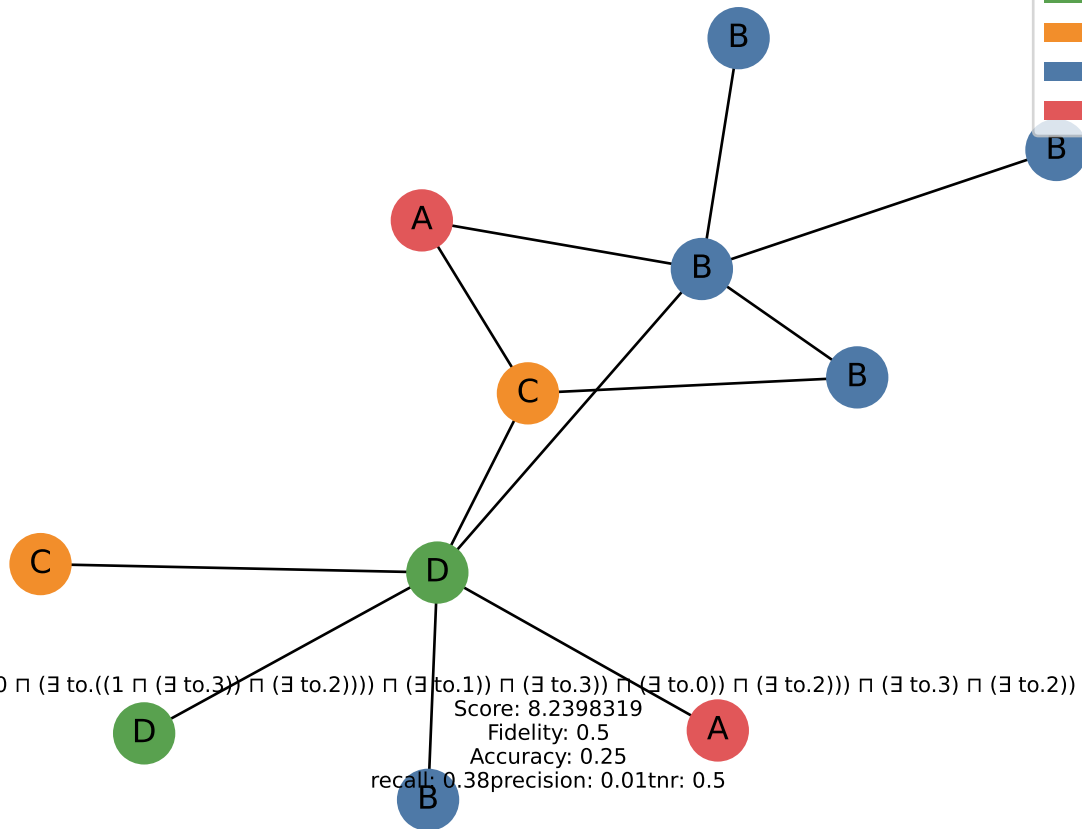 B
B
A
B
B
C
C
D
0 ⊓ (∃ to.((1 ⊓ (∃ to.3)) ⊓ (∃ to.2)))) ⊓ (∃ to.1)) ⊓ (∃ to.3)) ⊓ (∃ to.0)) ⊓ (∃ to.2))) ⊓ (∃ to.3) ⊓ (∃ to.2))
Score: 8.2398319
D
Fidelity: 0.5
A
Accuracy: 0.25
recall: 0.38precision: 0.01tnr: 0.5
B